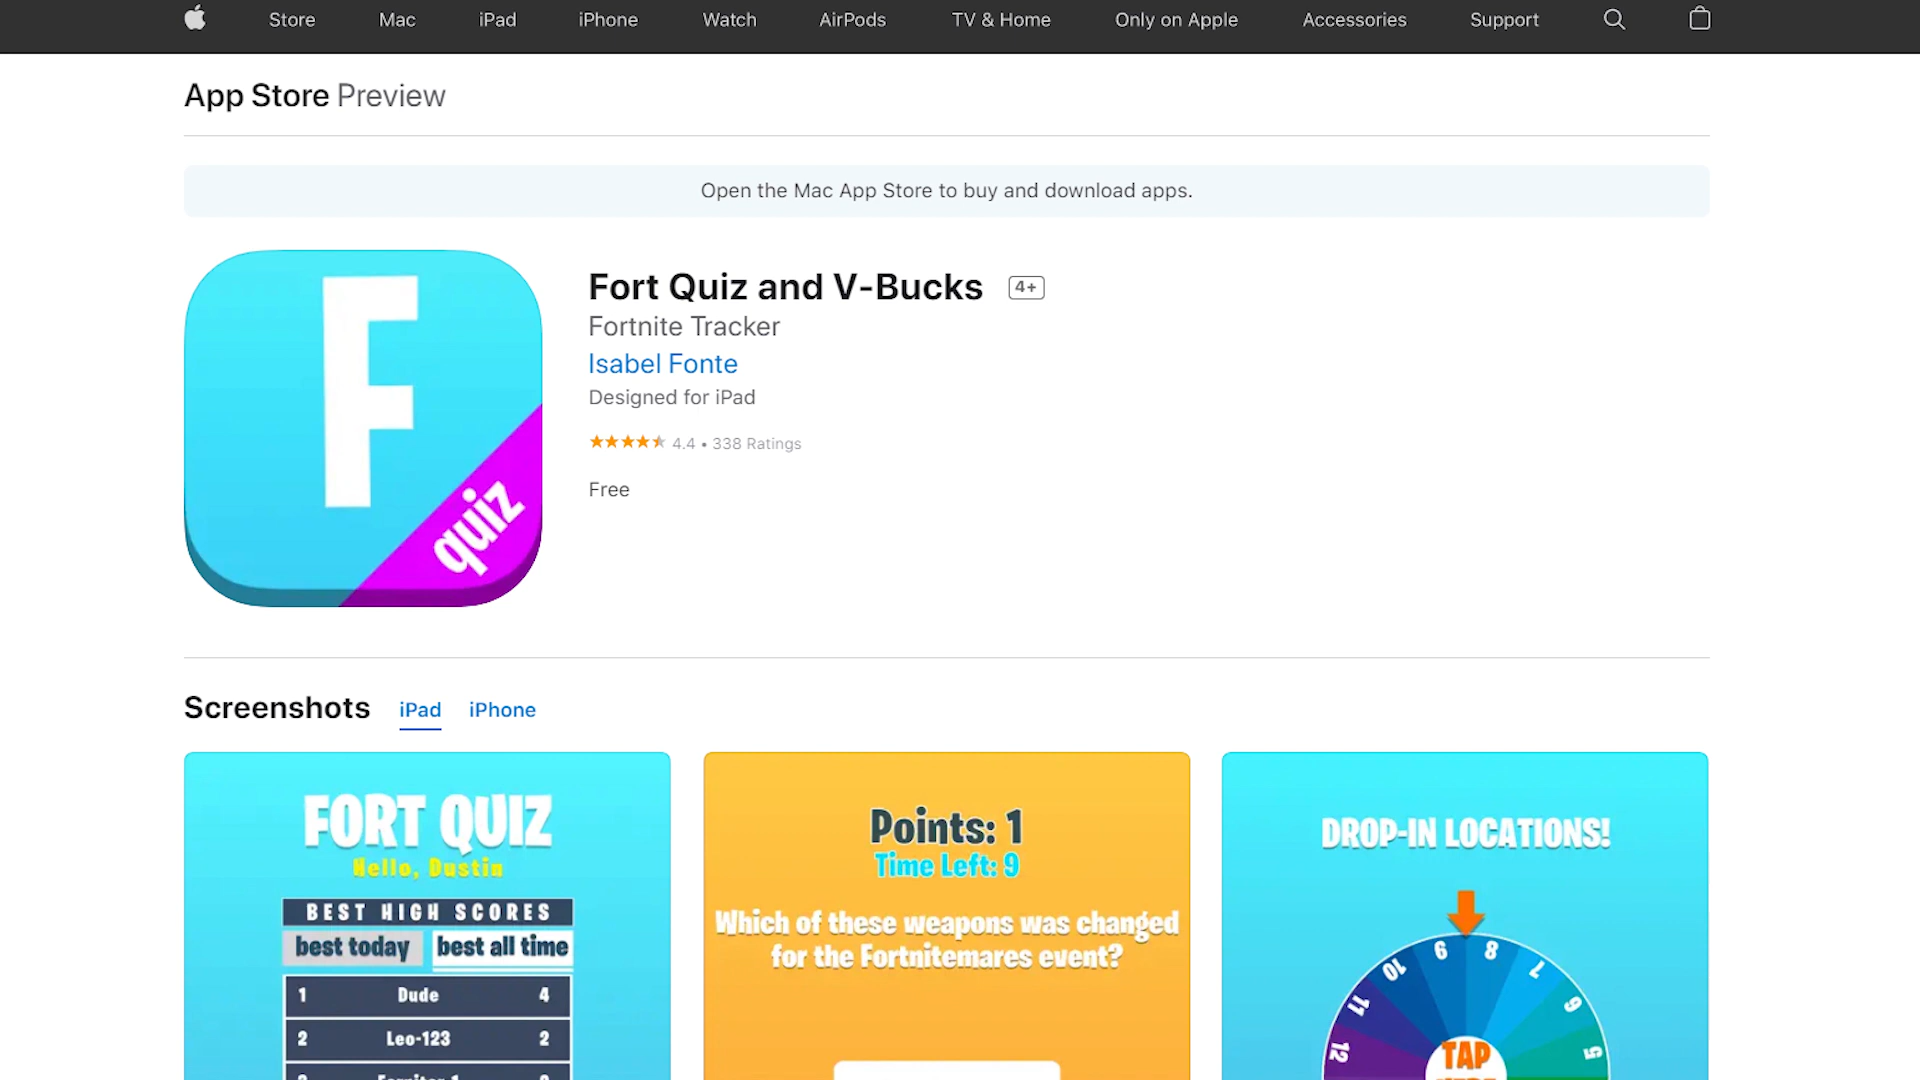 Store Mac iPad iPhone Watch AirPods TV & Home Only on Apple Accessories Support
App Store Preview
Open the Mac App Store to buy and download apps.
F
quiz
Fort Quiz and V-Bucks 4+
Fortnite Tracker
Isabel Fonte
Designed for iPad
4.4 • 338 Ratings
Free
Screenshots iPad iPhone
FORT QUIZ
Hello, Dustin
BEST HIGH SCORES
best today best all time
1 Dude 4
2 Leo-123 2
Points: 1
Time Left: 9
Which of these weapons was changed
for the Fortnitemares event?
DROP-IN LOCATIONS!
12 11 10 9 8 7 6 5
TAP